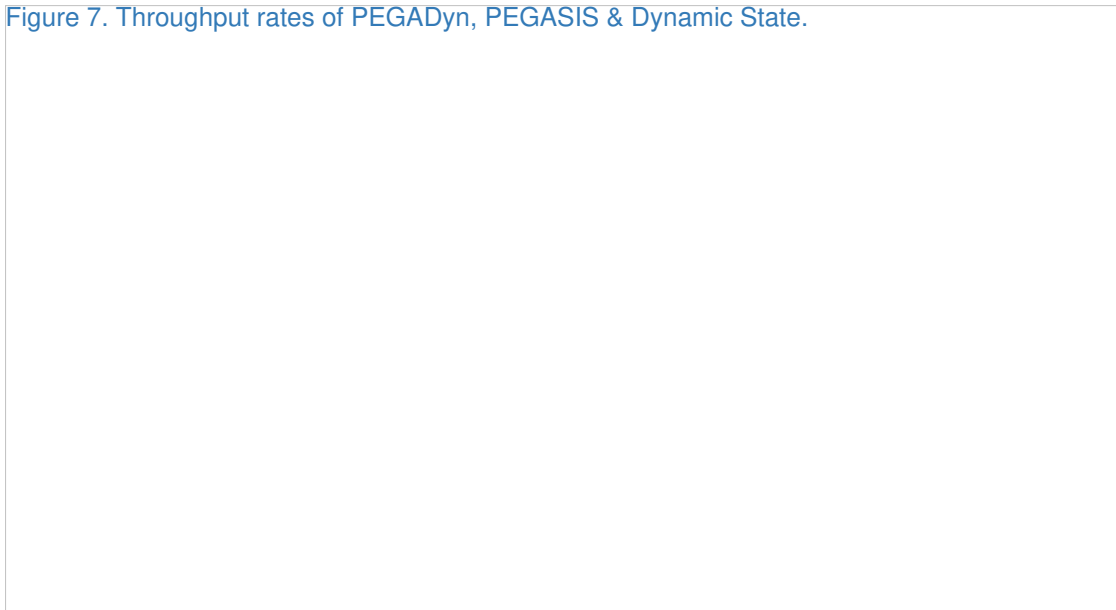 Figure 7. Throughput rates of PEGADyn, PEGASIS & Dynamic State.